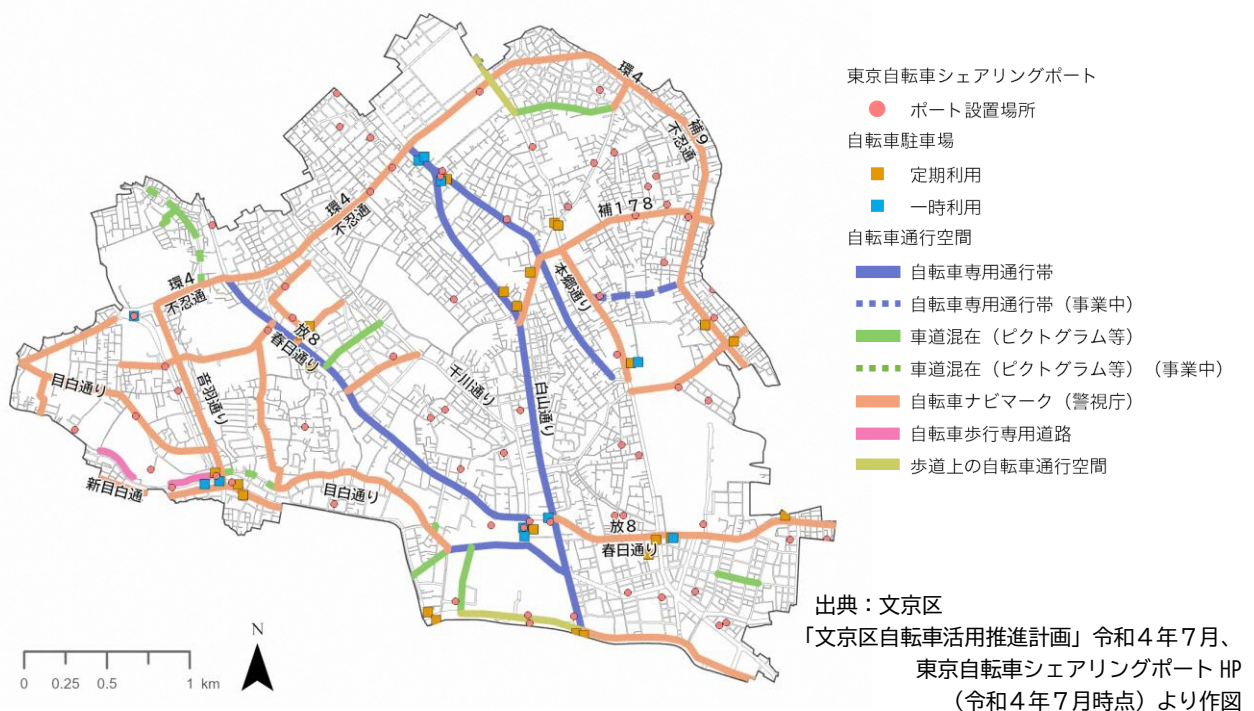 環4
補9
不忍通
環4
不忍通
補178
本郷通り
環4
不忍通
放8
春日通り
千川通り
目白通り
音羽通り
白山通り
新目白通
目白通り
放8
春日通り
N
0 0.25 0.5 1 km
東京自転車シェアリングポート
ポート設置場所
自転車駐車場
定期利用
一時利用
自転車通行空間
自転車専用通行帯
自転車専用通行帯（事業中）
車道混在（ピクトグラム等）
車道混在（ピクトグラム等）（事業中）
自転車ナビマーク（警視庁）
自転車歩行専用道路
歩道上の自転車通行空間
出典：文京区
「文京区自転車活用推進計画」令和４年７月、
東京自転車シェアリングポート HP
（令和４年７月時点）より作図